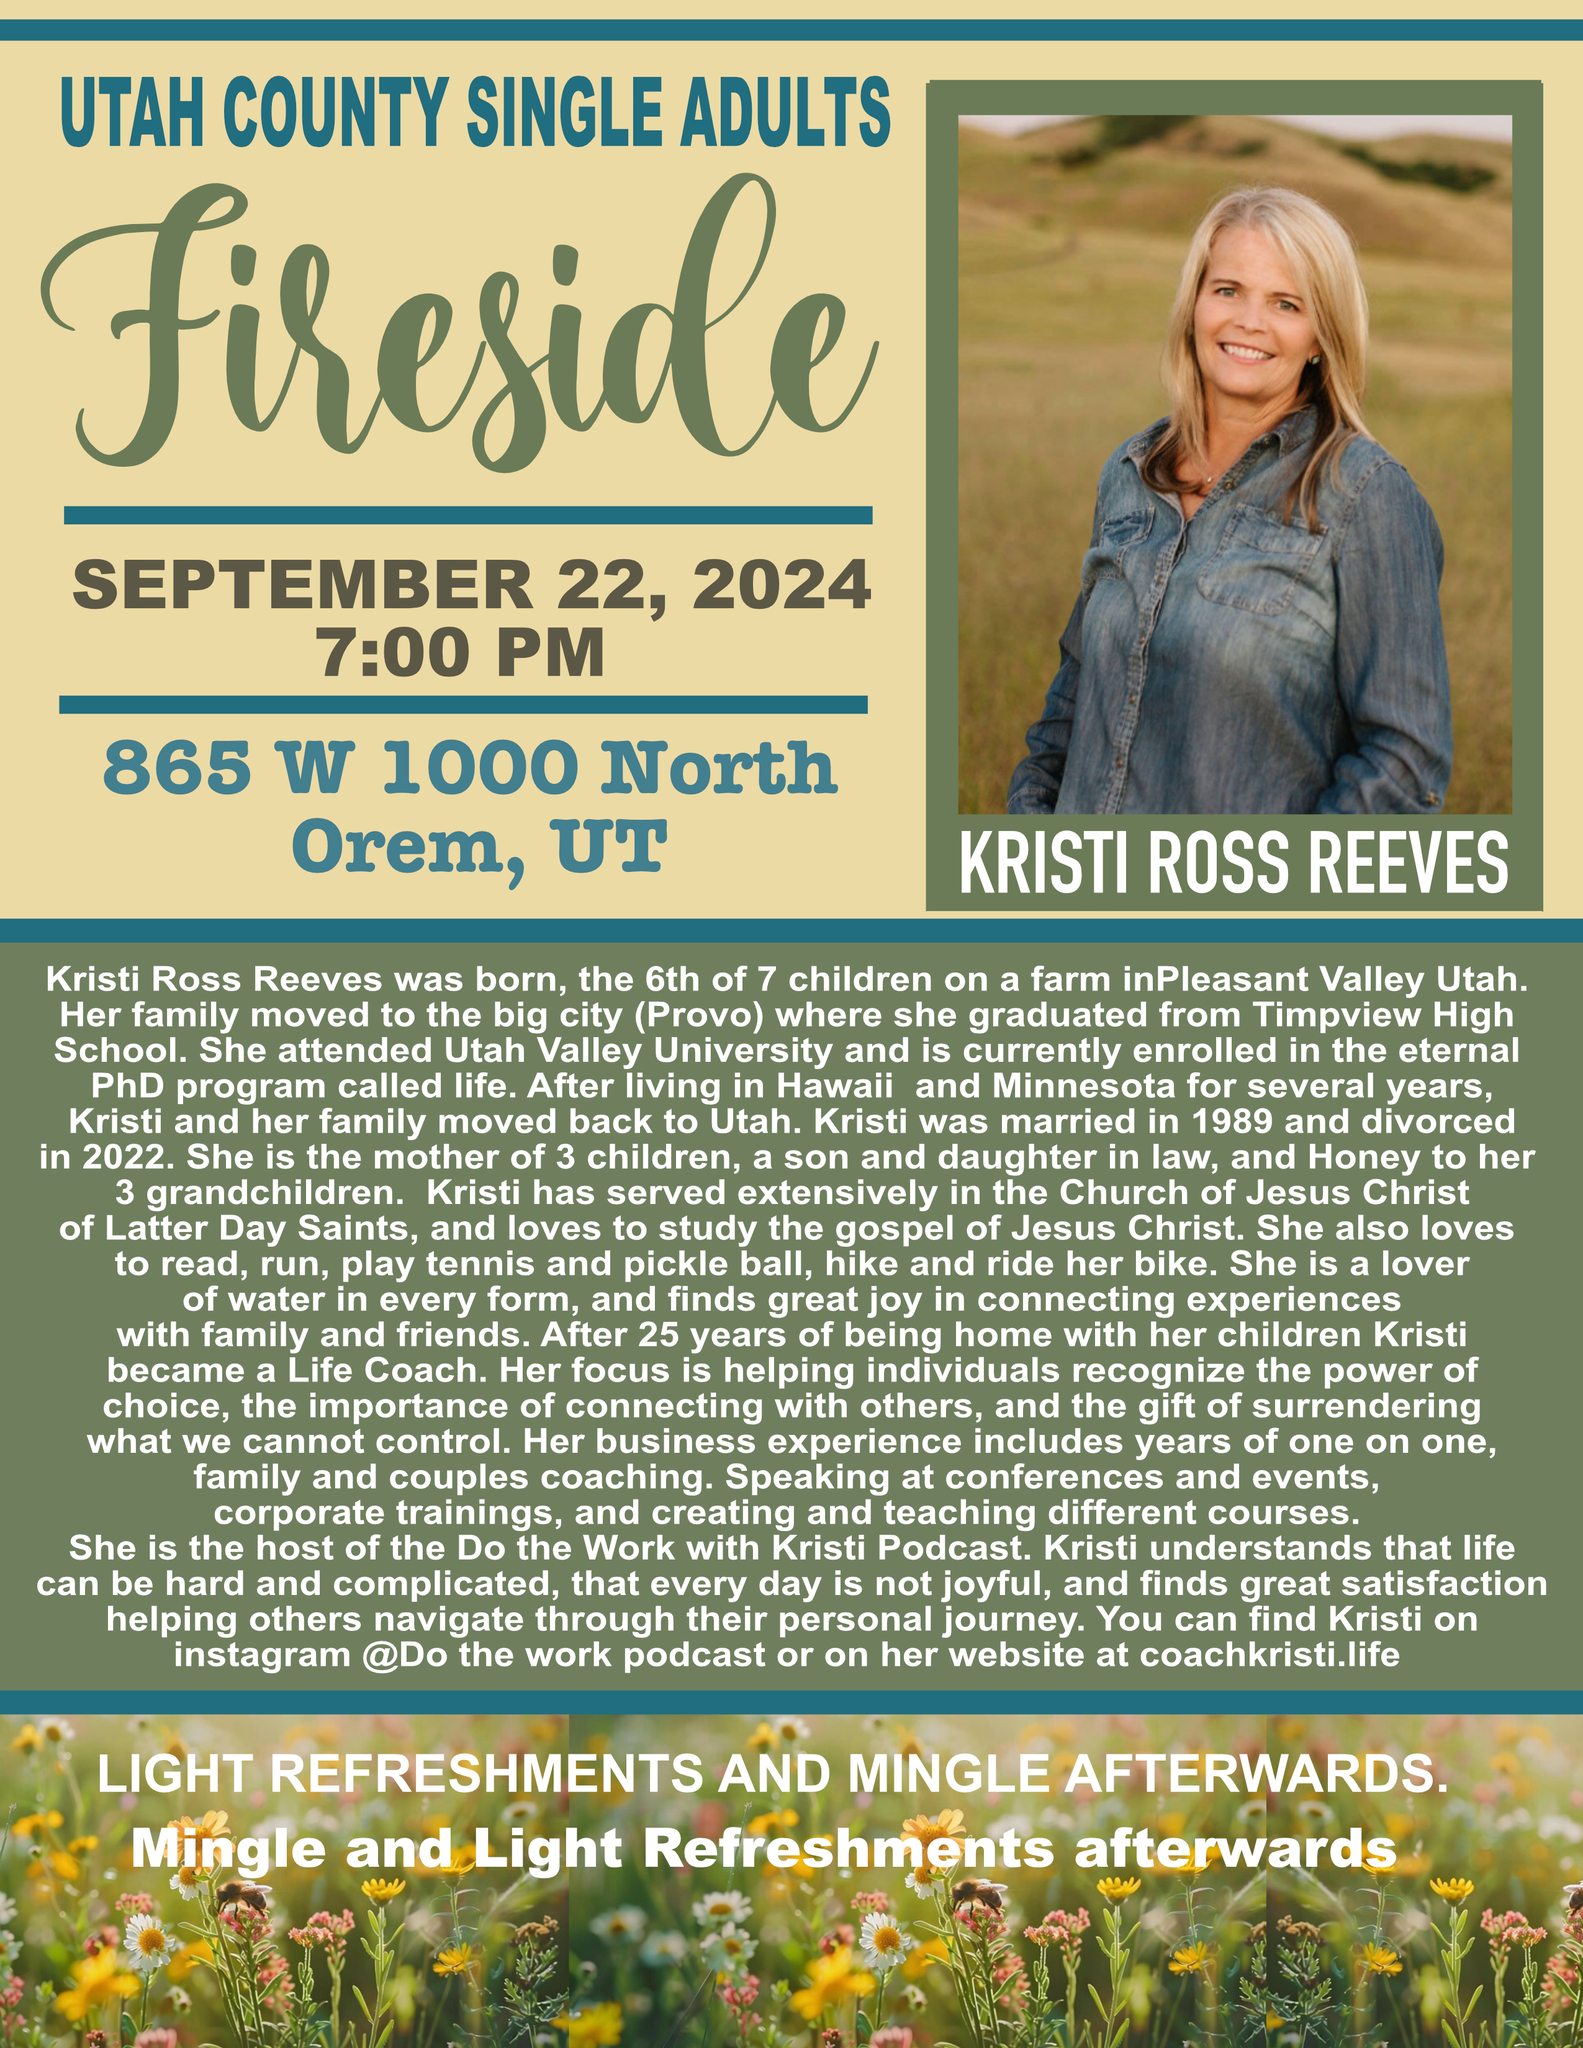 UTAH COUNTY SINGLE ADULTS
Fireside
SEPTEMBER 22, 2024
7:00 PM
865 W 1000 North
Orem, UT
KRISTI ROSS REEVES
Kristi Ross Reeves was born, the 6th of 7 children on a farm inPleasant Valley Utah.
Her family moved to the big city (Provo) where she graduated from Timpview High
School. She attended Utah Valley University and is currently enrolled in the eternal
PhD program called life. After living in Hawaii  and Minnesota for several years,
Kristi and her family moved back to Utah. Kristi was married in 1989 and divorced
in 2022. She is the mother of 3 children, a son and daughter in law, and Honey to her
3 grandchildren.  Kristi has served extensively in the Church of Jesus Christ
of Latter Day Saints, and loves to study the gospel of Jesus Christ. She also loves
to read, run, play tennis and pickle ball, hike and ride her bike. She is a lover
of water in every form, and finds great joy in connecting experiences
with family and friends. After 25 years of being home with her children Kristi
became a Life Coach. Her focus is helping individuals recognize the power of
choice, the importance of connecting with others, and the gift of surrendering
what we cannot control. Her business experience includes years of one on one,
family and couples coaching. Speaking at conferences and events,
corporate trainings, and creating and teaching different courses.
She is the host of the Do the Work with Kristi Podcast. Kristi understands that life
can be hard and complicated, that every day is not joyful, and finds great satisfaction
helping others navigate through their personal journey. You can find Kristi on
instagram @Do the work podcast or on her website at coachkristi.life
LIGHT REFRESHMENTS AND MINGLE AFTERWARDS.
Mingle and Light Refreshments afterwards